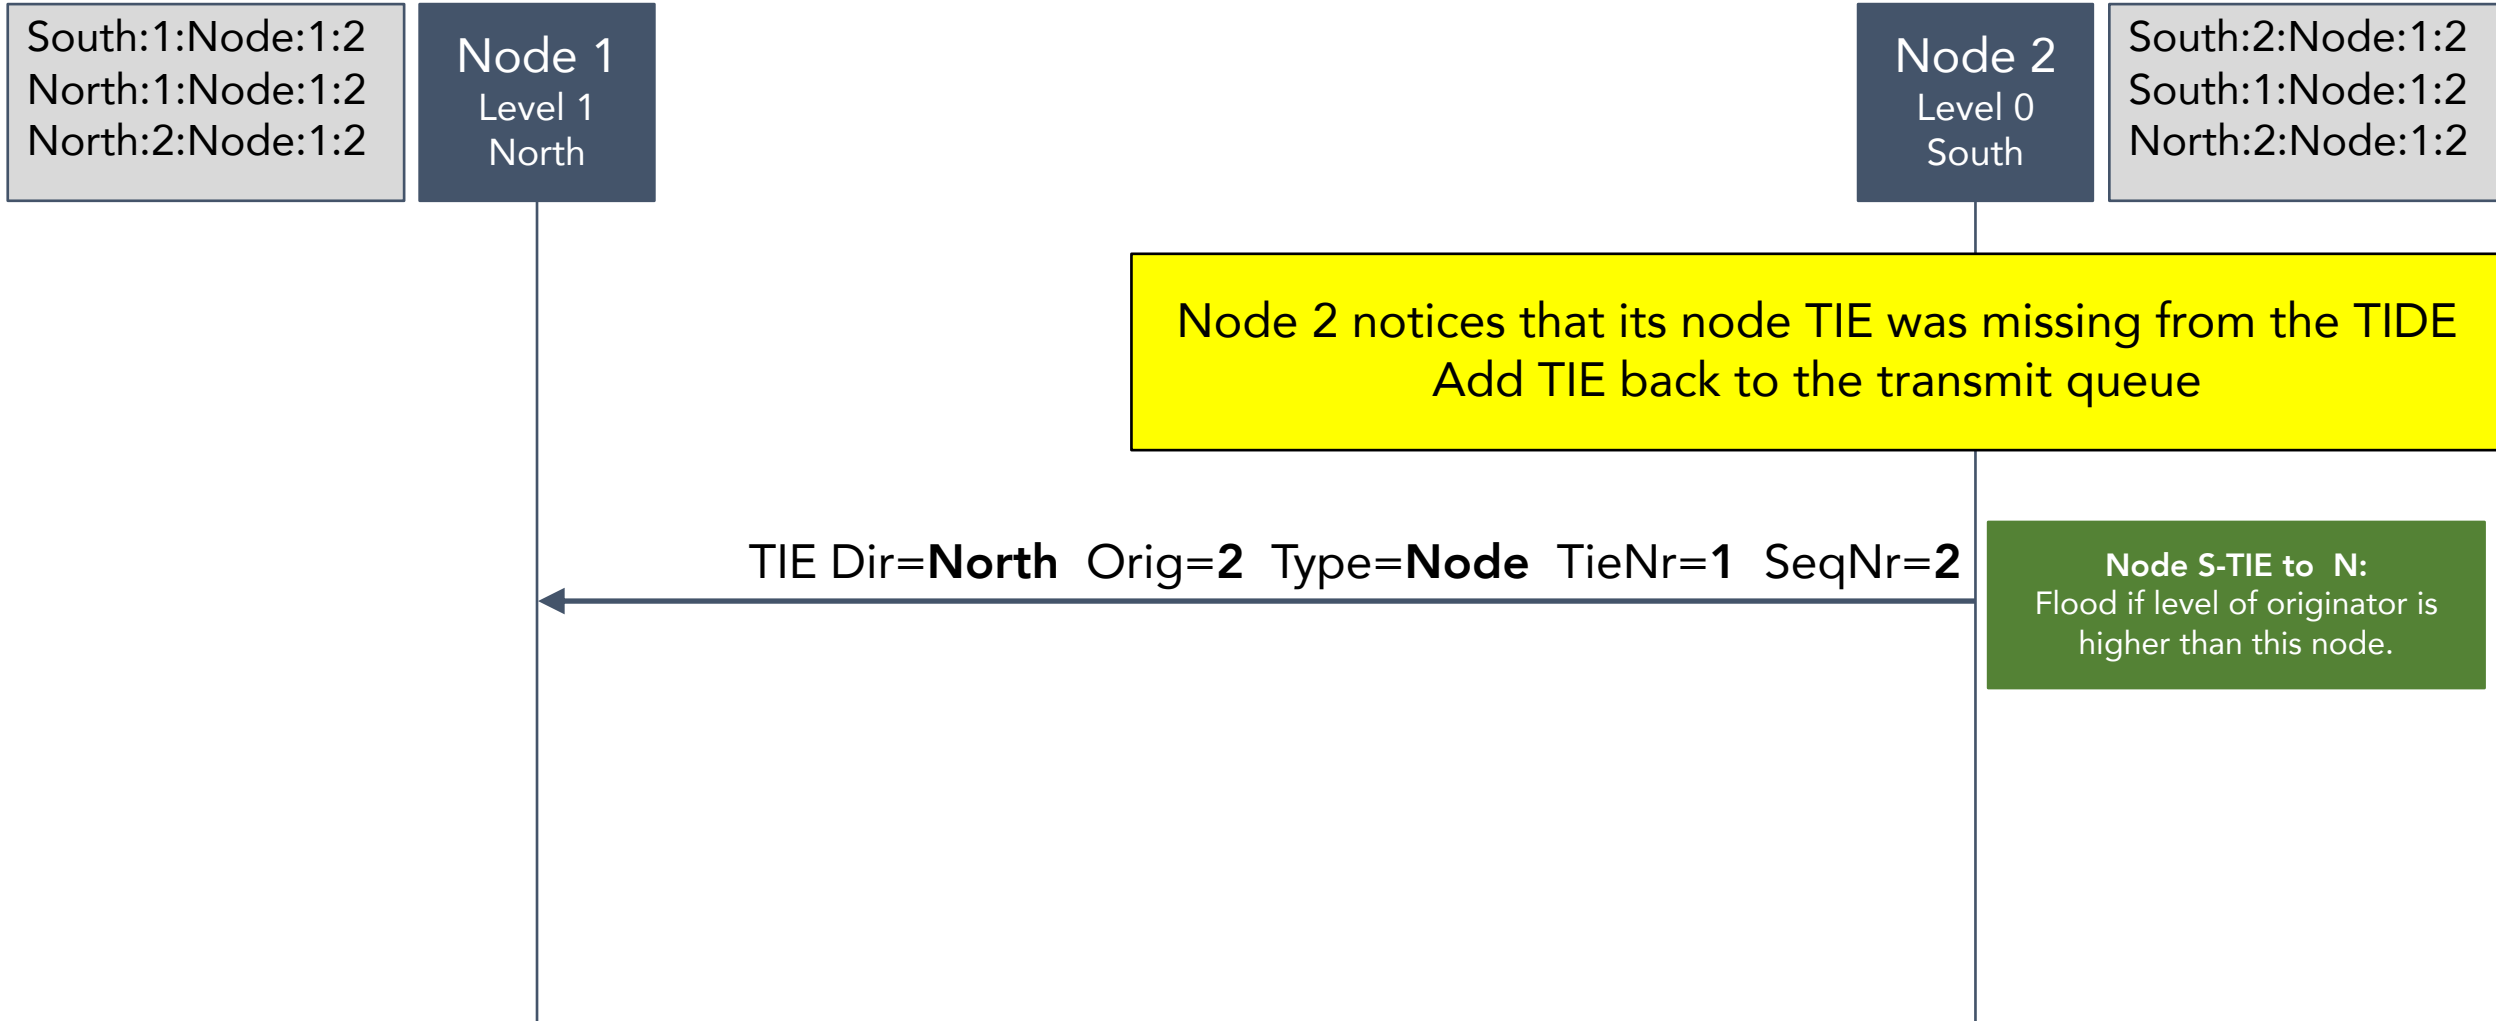 South:1:Node:1:2
North:1:Node:1:2
North:2:Node:1:2
Node 1
Level 1
North
Node 2
Level 0
South
South:2:Node:1:2
South:1:Node:1:2
North:2:Node:1:2
Node 2 notices that its node TIE was missing from the TIDE
Add TIE back to the transmit queue
TIE Dir=North Orig=2 Type=Node TieNr=1 SeqNr=2
Node S-TIE to N:
Flood if level of originator is
higher than this node.